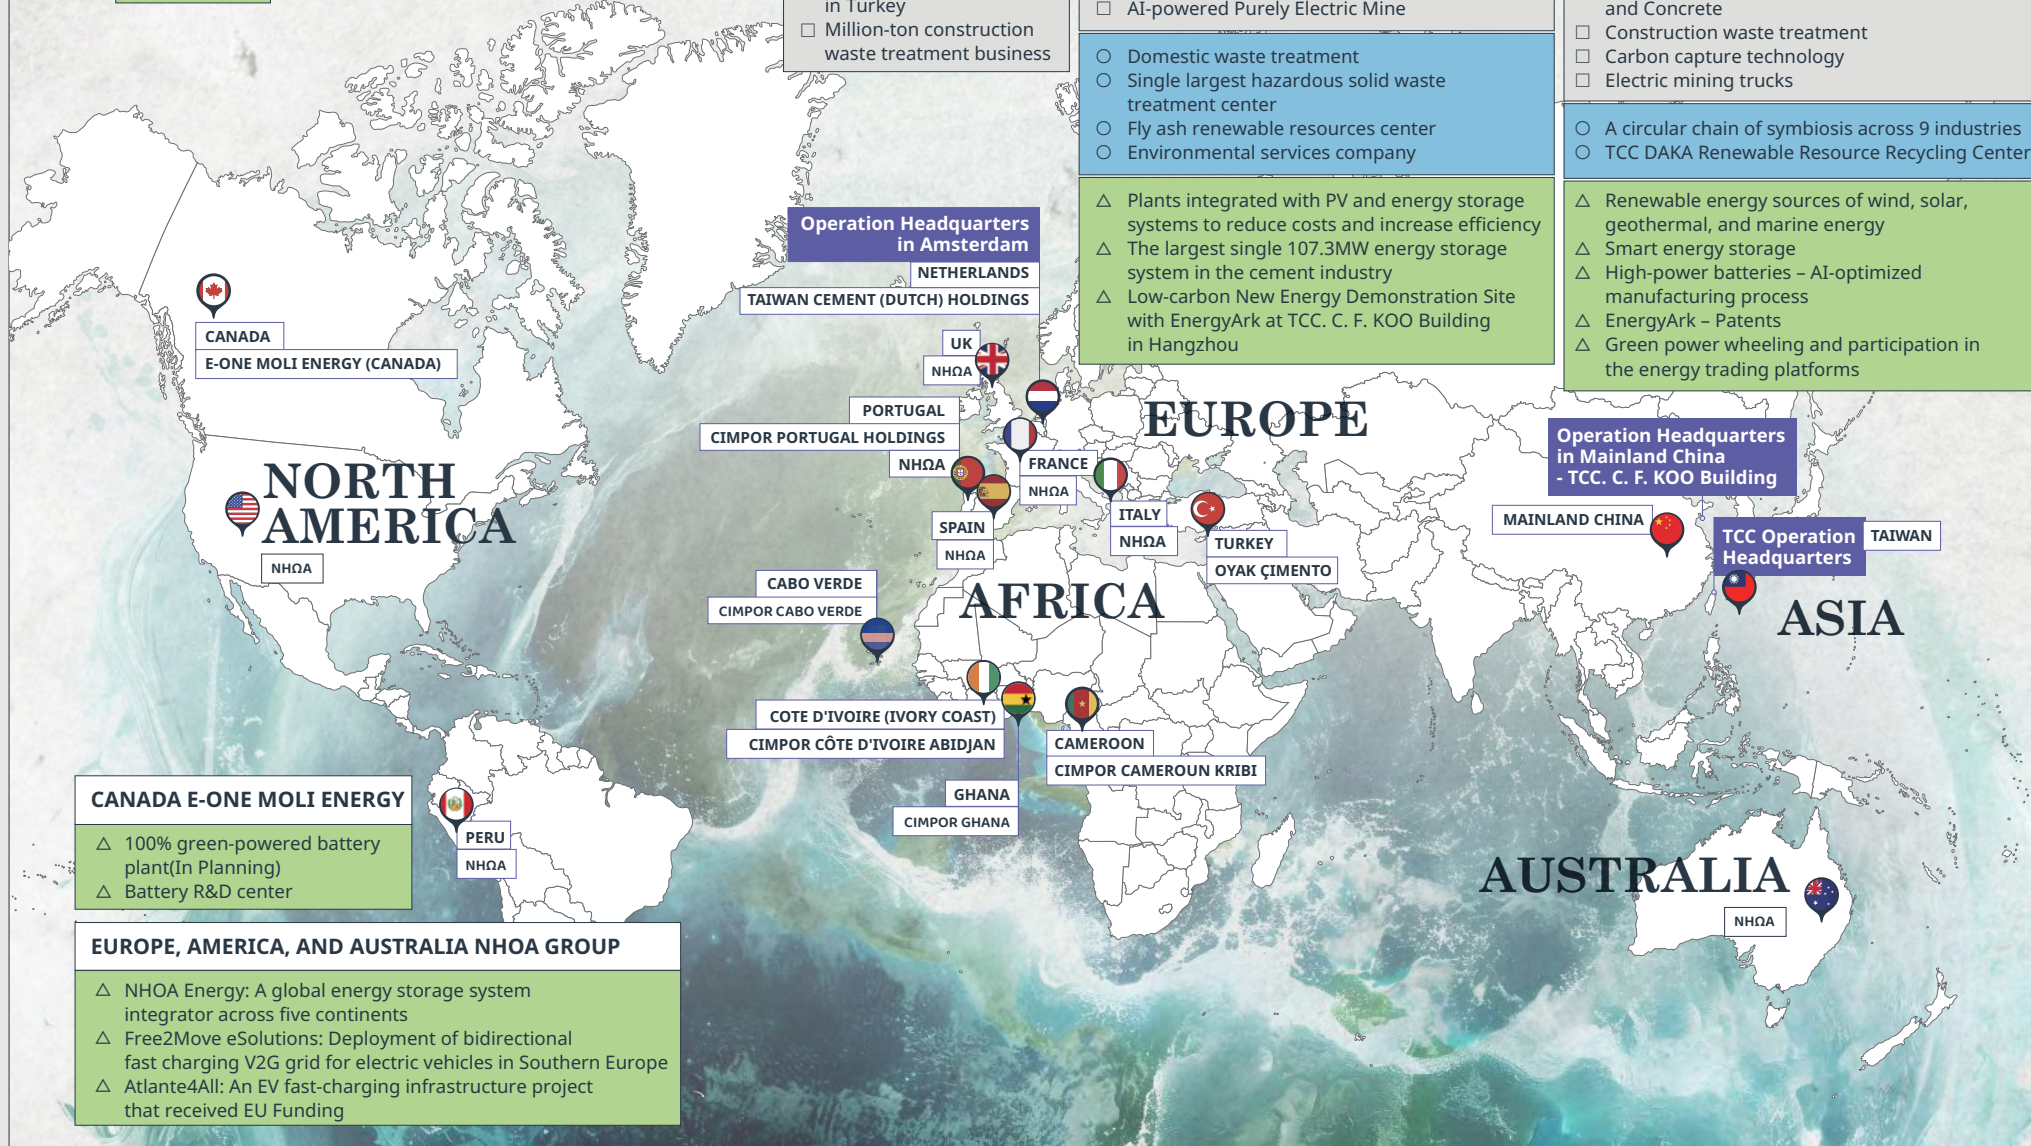 in Turkey
□ Million-ton construction
waste treatment business
□ AI-powered Purely Electric Mine
○ Domestic waste treatment
○ Single largest hazardous solid waste
treatment center
○ Fly ash renewable resources center
○ Environmental services company
△ Plants integrated with PV and energy storage
systems to reduce costs and increase efficiency
△ The largest single 107.3MW energy storage
system in the cement industry
△ Low-carbon New Energy Demonstration Site
with EnergyArk at TCC. C. F. KOO Building
in Hangzhou
and Concrete
□ Construction waste treatment
□ Carbon capture technology
□ Electric mining trucks
○ A circular chain of symbiosis across 9 industries
○ TCC DAKA Renewable Resource Recycling Center
△ Renewable energy sources of wind, solar,
geothermal, and marine energy
△ Smart energy storage
△ High-power batteries – AI-optimized
manufacturing process
△ EnergyArk – Patents
△ Green power wheeling and participation in
the energy trading platforms
Operation Headquarters
in Amsterdam
NETHERLANDS
TAIWAN CEMENT (DUTCH) HOLDINGS
CANADA
E-ONE MOLI ENERGY (CANADA)
UK
NHΩA
PORTUGAL
CIMPOR PORTUGAL HOLDINGS
NHΩA
FRANCE
NHΩA
SPAIN
NHΩA
ITALY
NHΩA
TURKEY
OYAK ÇIMENTO
EUROPE
NORTH
AMERICA
NHΩA
Operation Headquarters
in Mainland China
- TCC. C. F. KOO Building
MAINLAND CHINA
TCC Operation
Headquarters
TAIWAN
ASIA
CABO VERDE
CIMPOR CABO VERDE
AFRICA
COTE D'IVOIRE (IVORY COAST)
CIMPOR CÔTE D'IVOIRE ABIDJAN
CAMEROON
CIMPOR CAMEROUN KRIBI
GHANA
CIMPOR GHANA
PERU
NHΩA
AUSTRALIA
NHΩA
CANADA E-ONE MOLI ENERGY
△ 100% green-powered battery
plant(In Planning)
△ Battery R&D center
EUROPE, AMERICA, AND AUSTRALIA NHOA GROUP
△ NHOA Energy: A global energy storage system
integrator across five continents
△ Free2Move eSolutions: Deployment of bidirectional
fast charging V2G grid for electric vehicles in Southern Europe
△ Atlante4All: An EV fast-charging infrastructure project
that received EU Funding